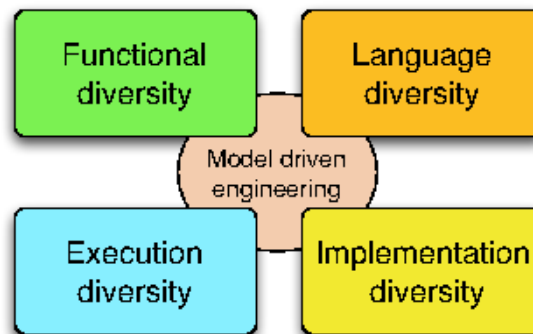 Functional
diversity
Language
diversity
Model driven
engineering
Execution
diversity
Implementation
diversity